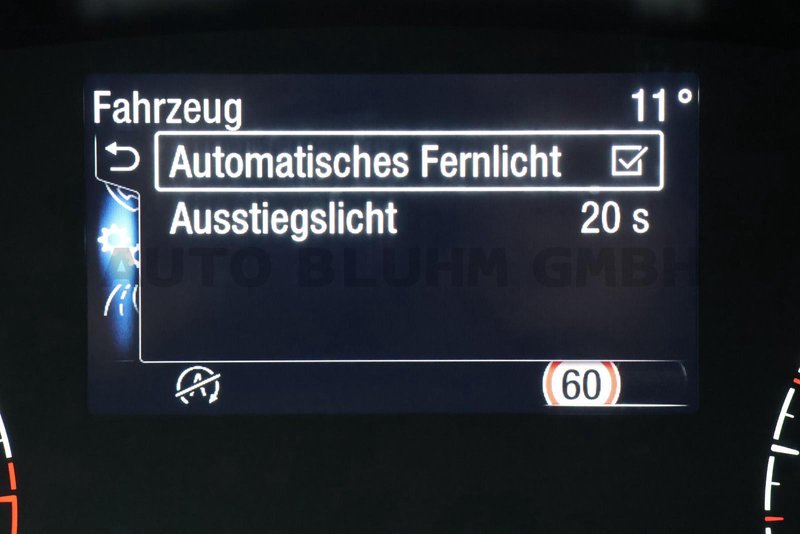 Fahrzeug 11°
Automatisches Fernlicht
Ausstiegslicht 20 s
AUTO BLUHM GMBH
A
60